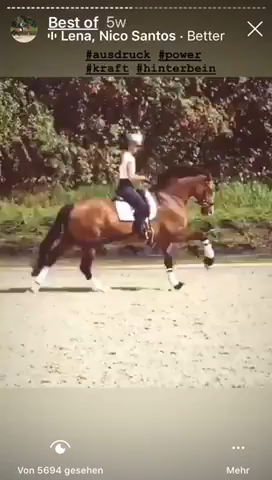 Best of 5w
Lena, Nico Santos · Better
#ausdruck #power
#kraft #hinterbein
Von 5694 gesehen
Mehr